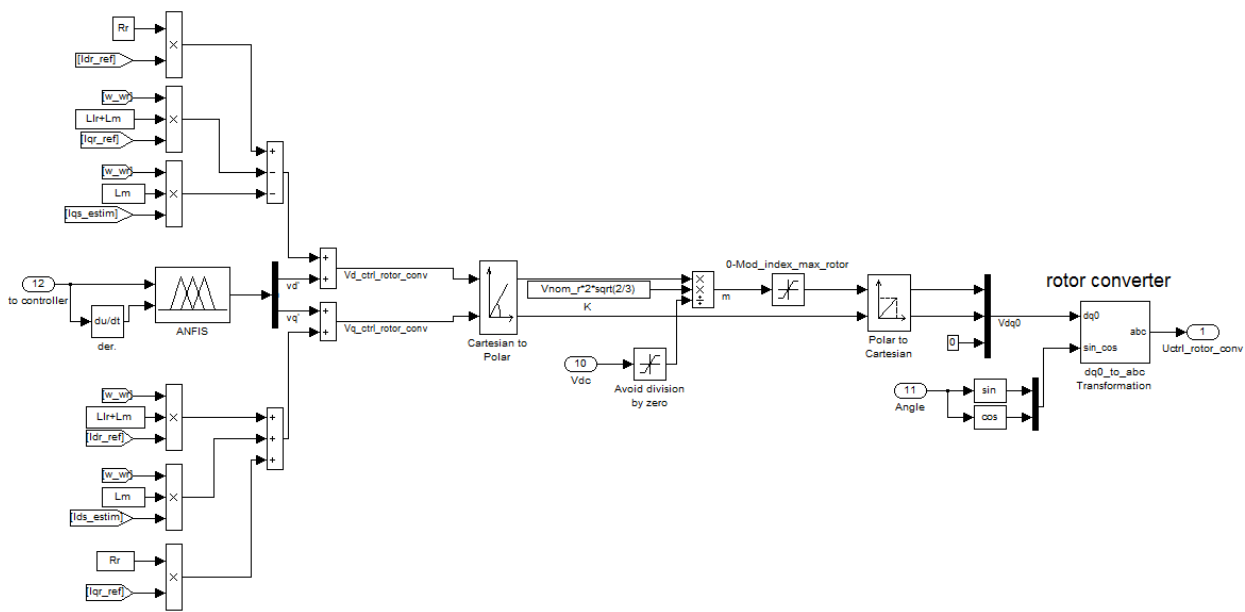 Rr
[Idr_ref]
[w_wr]
Llr+Lm
[Iqr_ref]
[w_wr]
Lm
[Iqs_estim]
×
×
×
+
−
−
12
to controller
du/dt
der.
ANFIS
vd'
vq'
+
+
+
+
Vd_ctrl_rotor_conv
Vq_ctrl_rotor_conv
Cartesian to
Polar
Vnom_r*2*sqrt(2/3)
K
×
×
÷
m
0-Mod_index_max_rotor
10
Vdc
Avoid division
by zero
Polar to
Cartesian
0
Vdq0
11
Angle
sin
cos
rotor converter
dq0
sin_cos
abc
dq0_to_abc
Transformation
1
Uctrl_rotor_conv
[w_wr]
Llr+Lm
[Idr_ref]
[w_wr]
Lm
[Ids_estim]
Rr
[Iqr_ref]
×
×
×
+
+
+